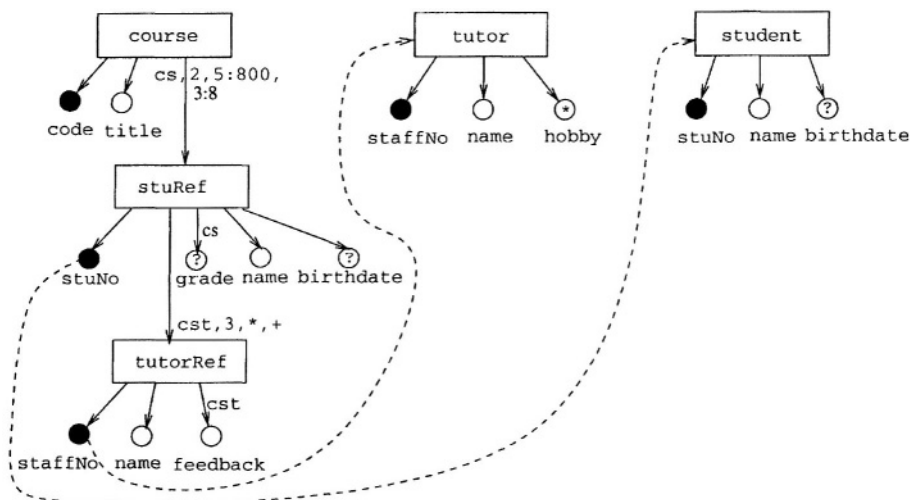 course
tutor
student
cs,2,5:800,
3:8
code
title
staffNo
name
*
hobby
stuNo
name
?
birthdate
stuRef
cs
stuNo
?
grade
name
?
birthdate
cst,3,*,+
tutorRef
cst
staffNo
name
feedback